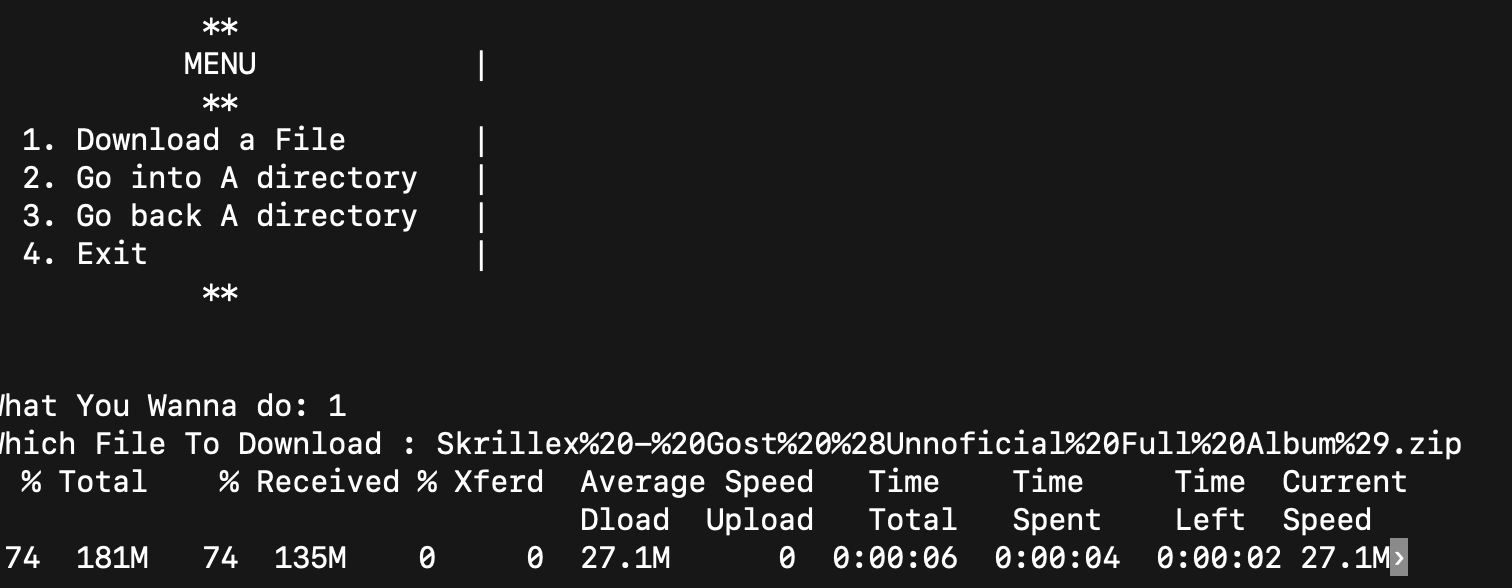 **
MENU |
**
1. Download a File |
2. Go into A directory |
3. Go back A directory |
4. Exit |
**
What You Wanna do: 1
Which File To Download : Skrillex%20-%20Gost%20%28Unnoficial%20Full%20Album%29.zip
% Total % Received % Xferd Average Speed Time Time Time Current
Dload Upload Total Spent Left Speed
74 181M 74 135M 0 0 27.1M 0 0:00:06 0:00:04 0:00:02 27.1M›